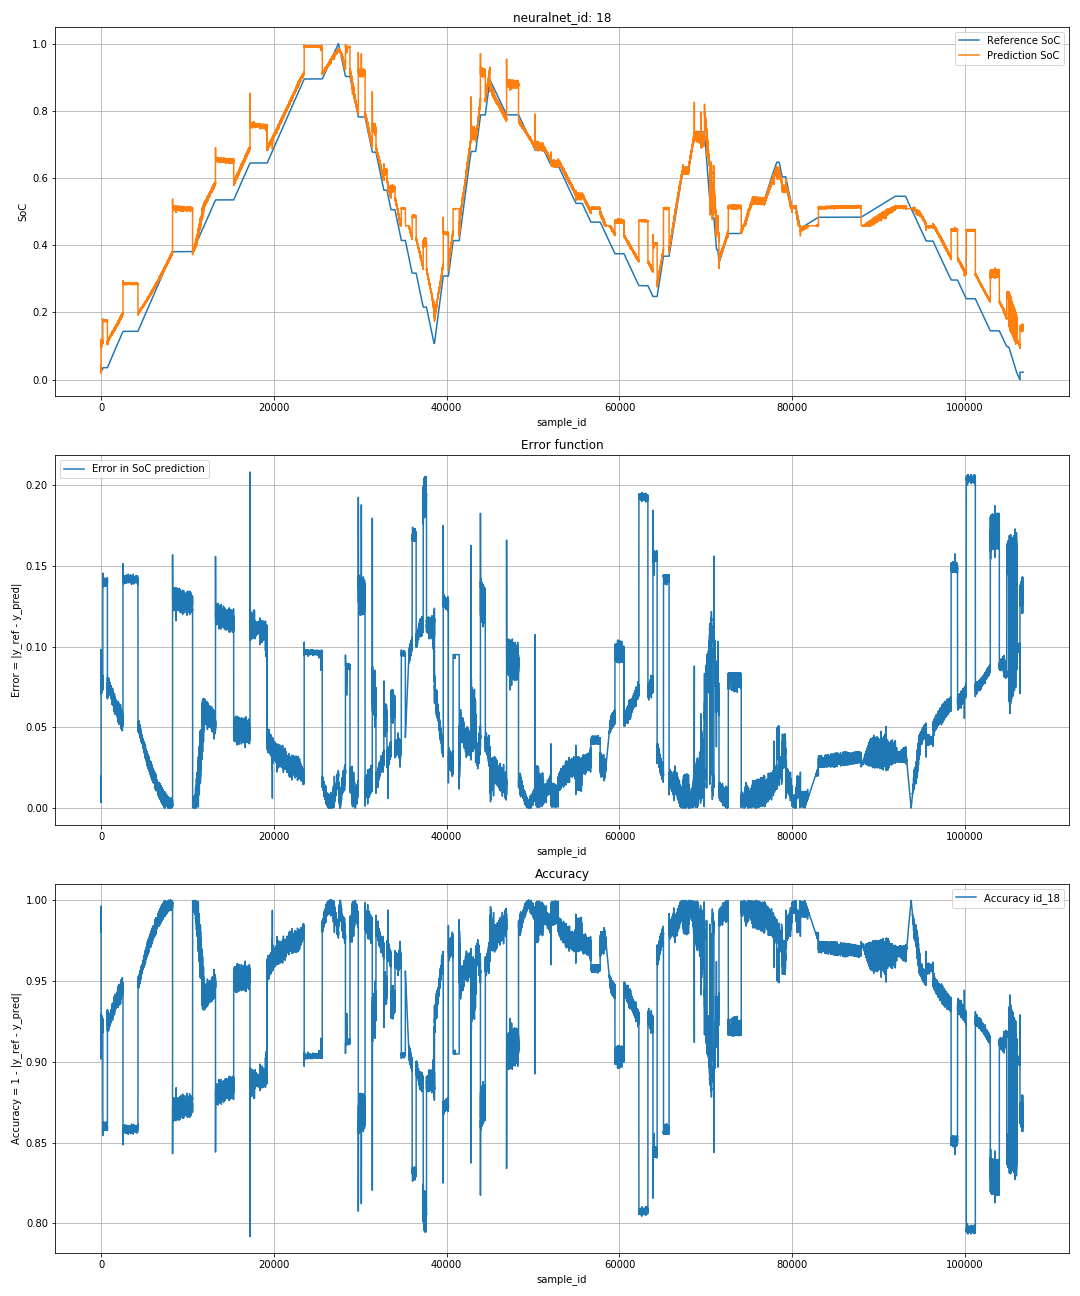 neuralnet_id: 18
Reference SoC
Prediction SoC
SoC
1.0
0.8
0.6
0.4
0.2
0.0
0 20000 40000 60000 80000 100000
sample_id
Error function
Error in SoC prediction
Error = |y_ref - y_pred|
0.20
0.15
0.10
0.05
0.00
0 20000 40000 60000 80000 100000
sample_id
Accuracy
Accuracy id_18
Accuracy = 1 - |y_ref - y_pred|
1.00
0.95
0.90
0.85
0.80
0 20000 40000 60000 80000 100000
sample_id